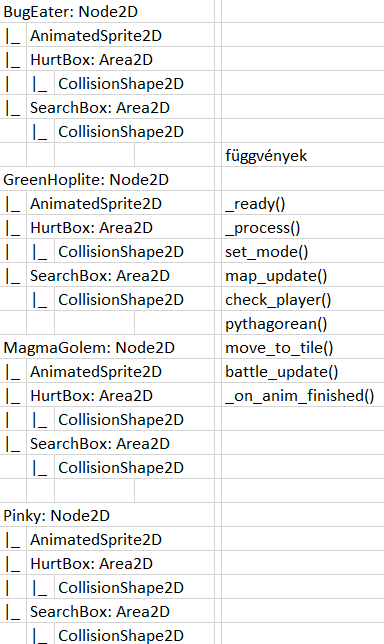 BugEater: Node2D
|_ AnimatedSprite2D
|_ HurtBox: Area2D
| |_ CollisionShape2D
|_ SearchBox: Area2D
|_ CollisionShape2D
függvények
GreenHoplite: Node2D
|_ AnimatedSprite2D _ready()
|_ HurtBox: Area2D _process()
| |_ CollisionShape2D set_mode()
|_ SearchBox: Area2D map_update()
|_ CollisionShape2D check_player()
pythagorean()
MagmaGolem: Node2D move_to_tile()
|_ AnimatedSprite2D battle_update()
|_ HurtBox: Area2D _on_anim_finished()
| |_ CollisionShape2D
|_ SearchBox: Area2D
|_ CollisionShape2D
Pinky: Node2D
|_ AnimatedSprite2D
|_ HurtBox: Area2D
| |_ CollisionShape2D
|_ SearchBox: Area2D
|_ CollisionShape2D